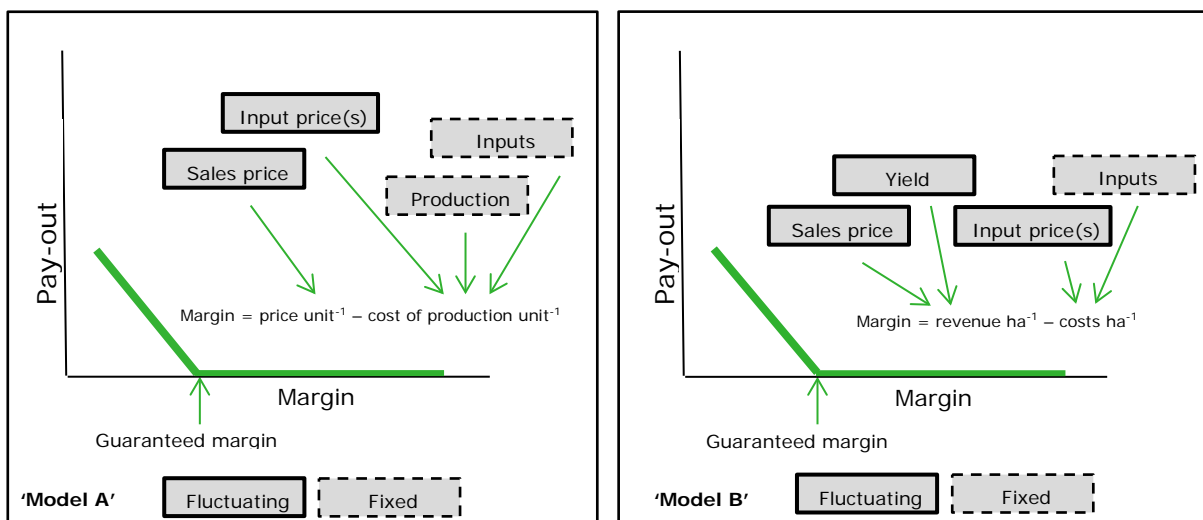 Pay-out
Input price(s)
Inputs
Sales price
Production
Margin = price unit⁻¹ – cost of production unit⁻¹
Margin
Guaranteed margin
‘Model A’
Fluctuating
Fixed
Pay-out
Yield
Inputs
Sales price
Input price(s)
Margin = revenue ha⁻¹ – costs ha⁻¹
Margin
Guaranteed margin
‘Model B’
Fluctuating
Fixed